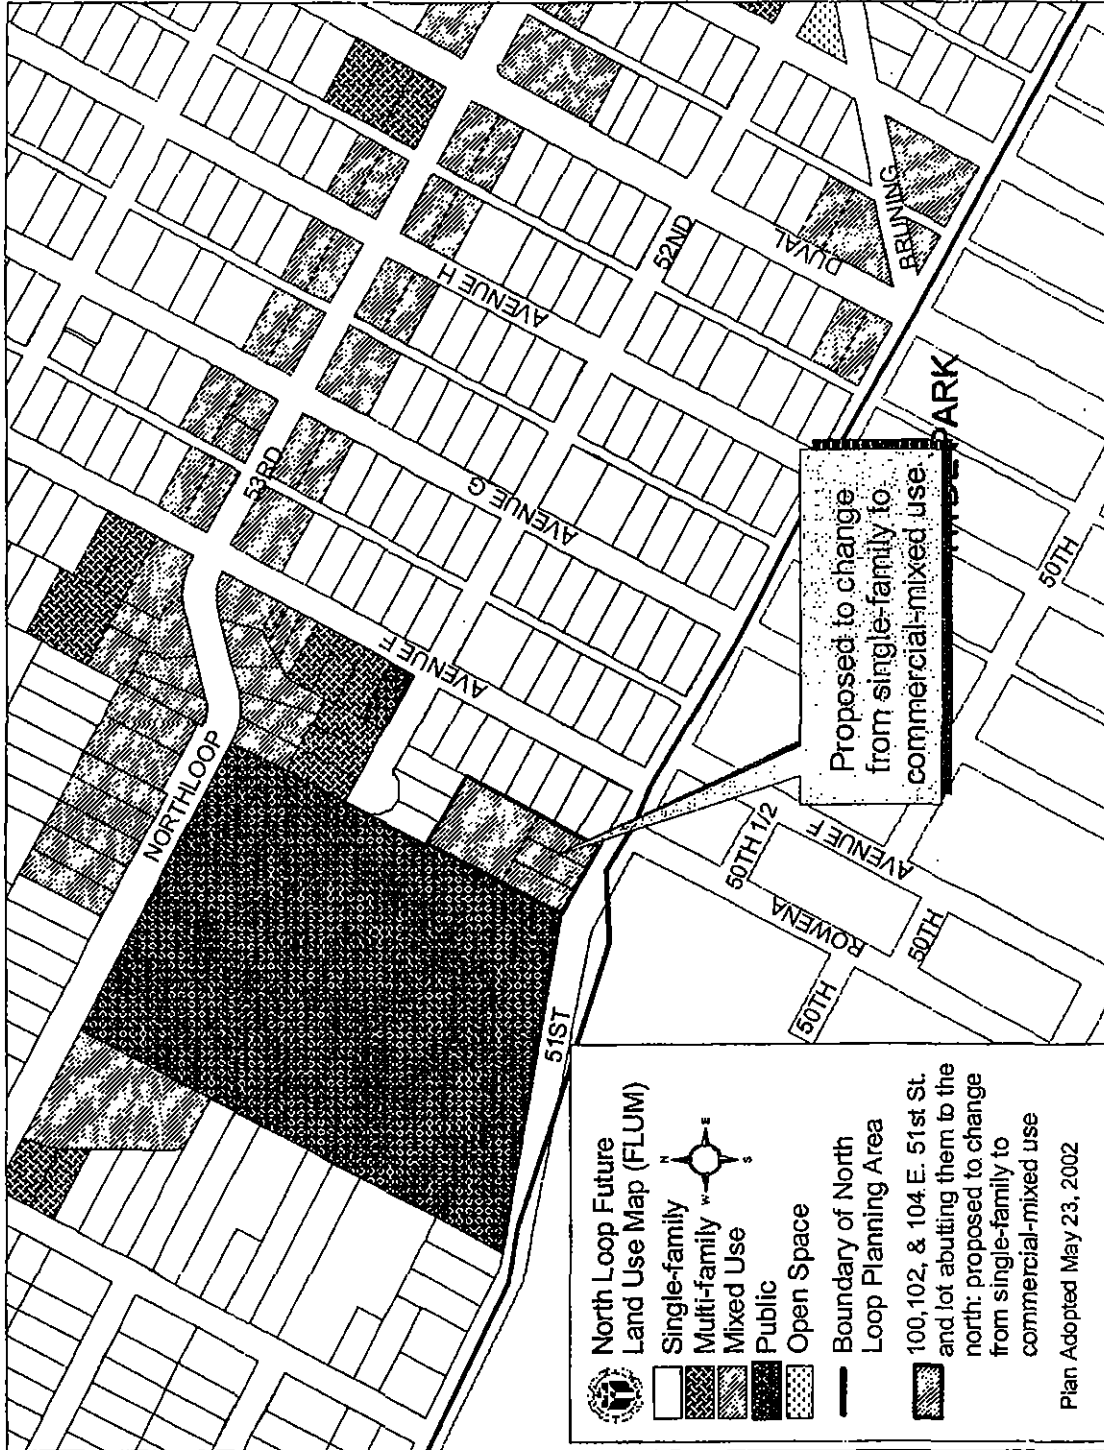 NORTHLOOP
53RD
AVENUE H
AVENUE G
AVENUE F
52ND
DUVAL
BRUNING
51ST
PARK
50TH
50TH 1/2
AVENUE F
ROWENA
50TH
50TH
Proposed to change
from single-family to
commercial-mixed use
North Loop Future
Land Use Map (FLUM)
Single-family
Multi-family
Mixed Use
Public
Open Space
N
E
S
W
Boundary of North
Loop Planning Area
100, 102, & 104 E. 51st St.
and lot abutting them to the
north: proposed to change
from single-family to
commercial-mixed use
Plan Adopted May 23, 2002